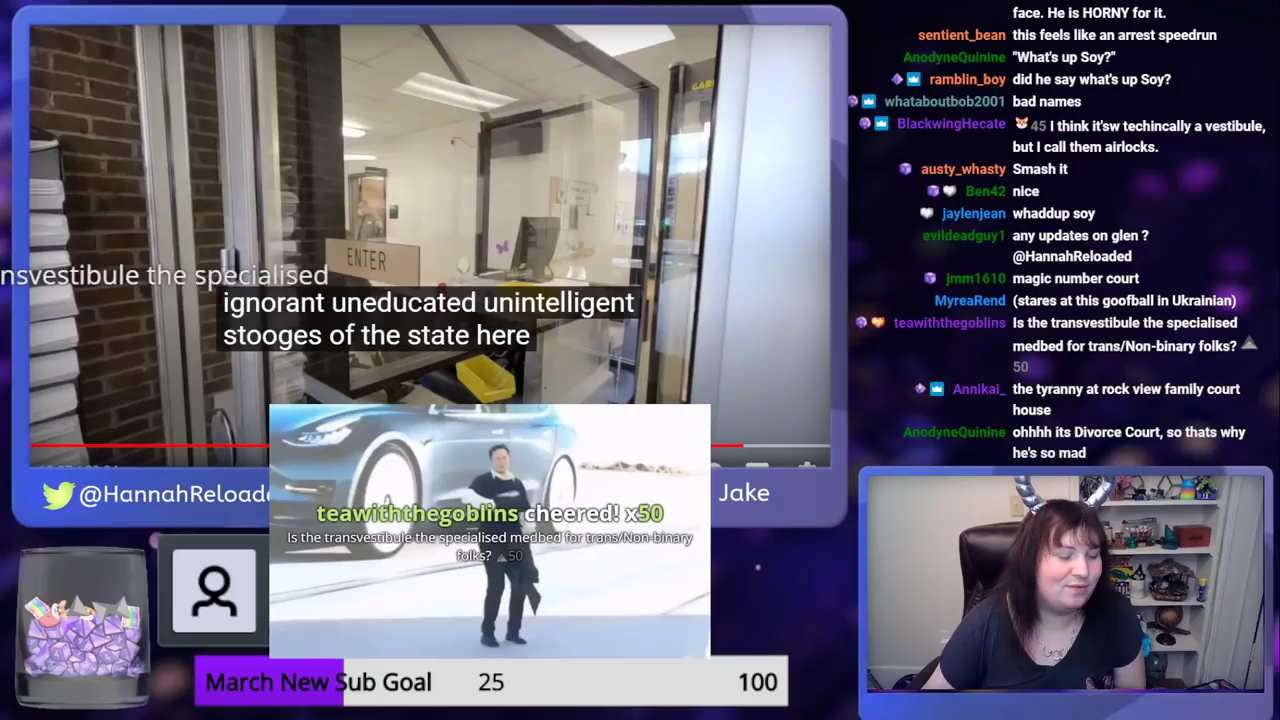 ENTER
nsvestibule the specialised
ignorant uneducated unintelligent
stooges of the state here
@HannahReloade
Jake
teawiththegoblins cheered! x50
Is the transvestibule the specialised medbed for trans/Non-binary
folks? 50
March New Sub Goal 25 100
face. He is HORNY for it.
sentient_bean this feels like an arrest speedrun
AnodyneQuinine "What's up Soy?"
ramblin_boy did he say what's up Soy?
whataboutbob2001 bad names
BlackwingHecate 45 I think it'sw techincally a vestibule,
but I call them airlocks.
austy_whasty Smash it
Ben42 nice
jaylenjean whaddup soy
evildeadguy1 any updates on glen ?
@HannahReloaded
jmm1610 magic number court
MyreaRend (stares at this goofball in Ukrainian)
teawiththegoblins Is the transvestibule the specialised
medbed for trans/Non-binary folks?
50
Annikai_ the tyranny at rock view family court
house
AnodyneQuinine ohhhh its Divorce Court, so thats why
he's so mad